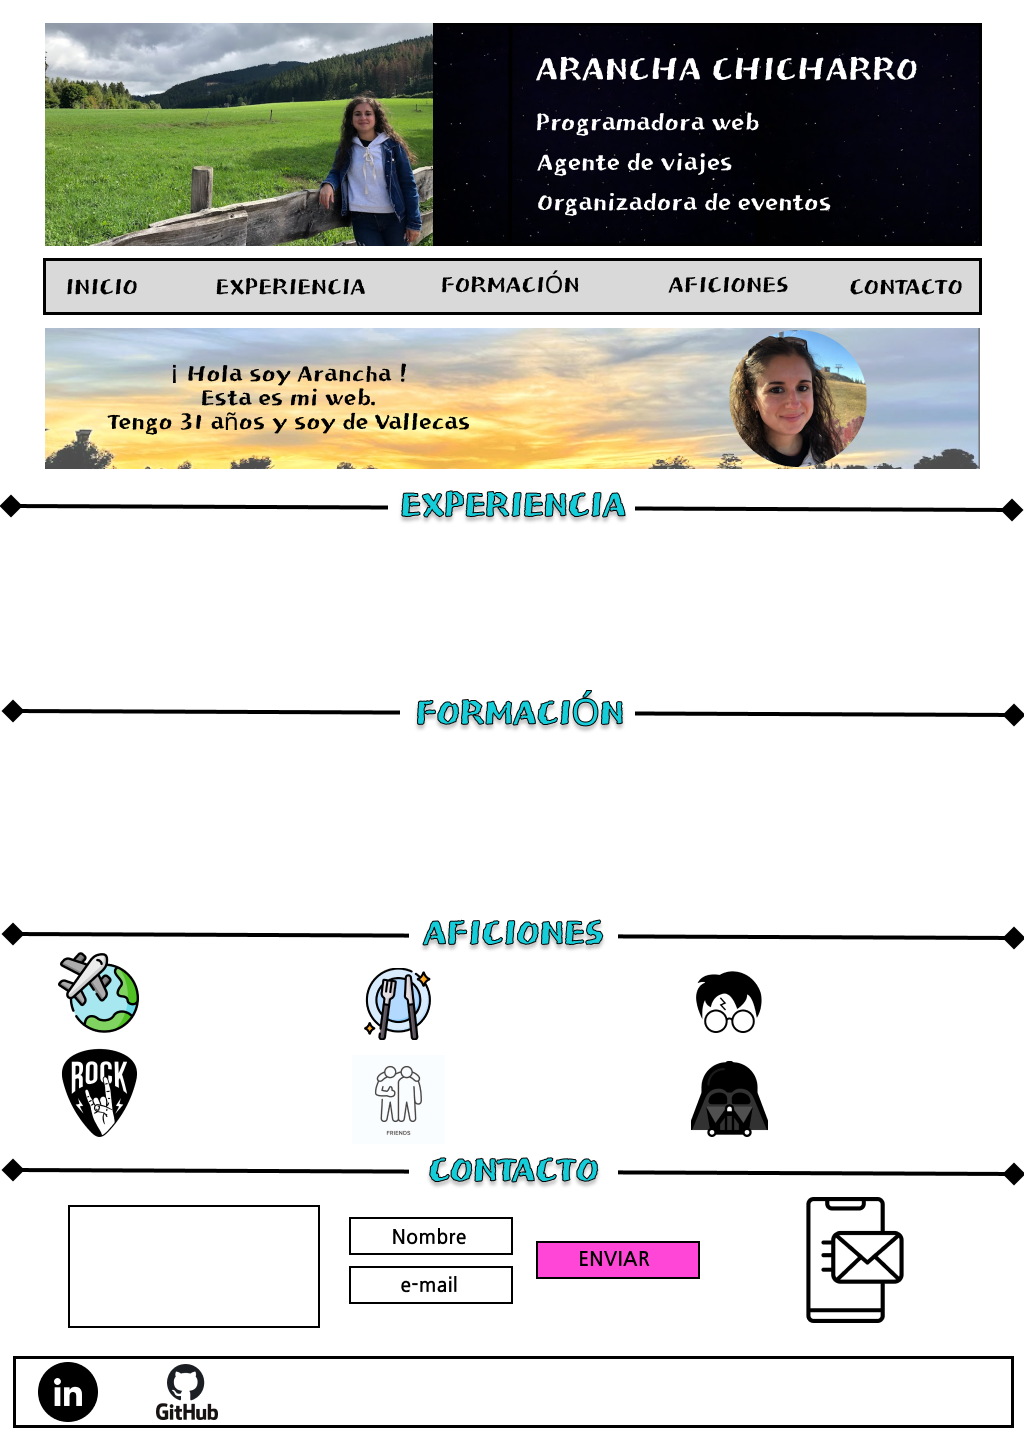 ARANCHA CHICHARRO
Programadora web
Agente de viajes
Organizadora de eventos
INICIO EXPERIENCIA FORMACIÓN AFICIONES CONTACTO
¡ Hola soy Arancha !
Esta es mi web.
Tengo 31 años y soy de Vallecas
EXPERIENCIA
FORMACIÓN
AFICIONES
ROCK
FRIENDS
CONTACTO
Nombre
e-mail
ENVIAR
in
GitHub